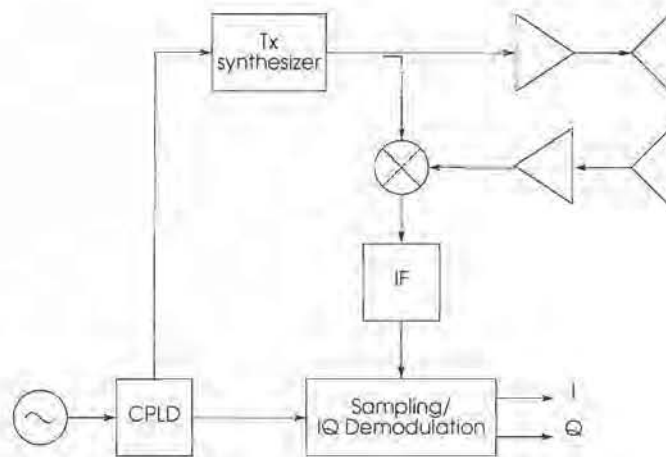 Tx
synthesizer
IF
CPLD
Sampling/
IQ Demodulation
I
Q